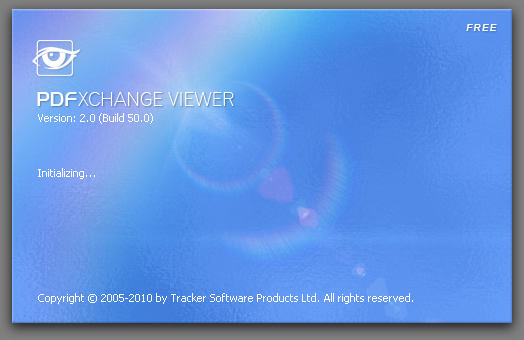 FREE
PDFXCHANGE VIEWER
Version: 2.0 (Build 50.0)
Initializing...
Copyright © 2005-2010 by Tracker Software Products Ltd. All rights reserved.